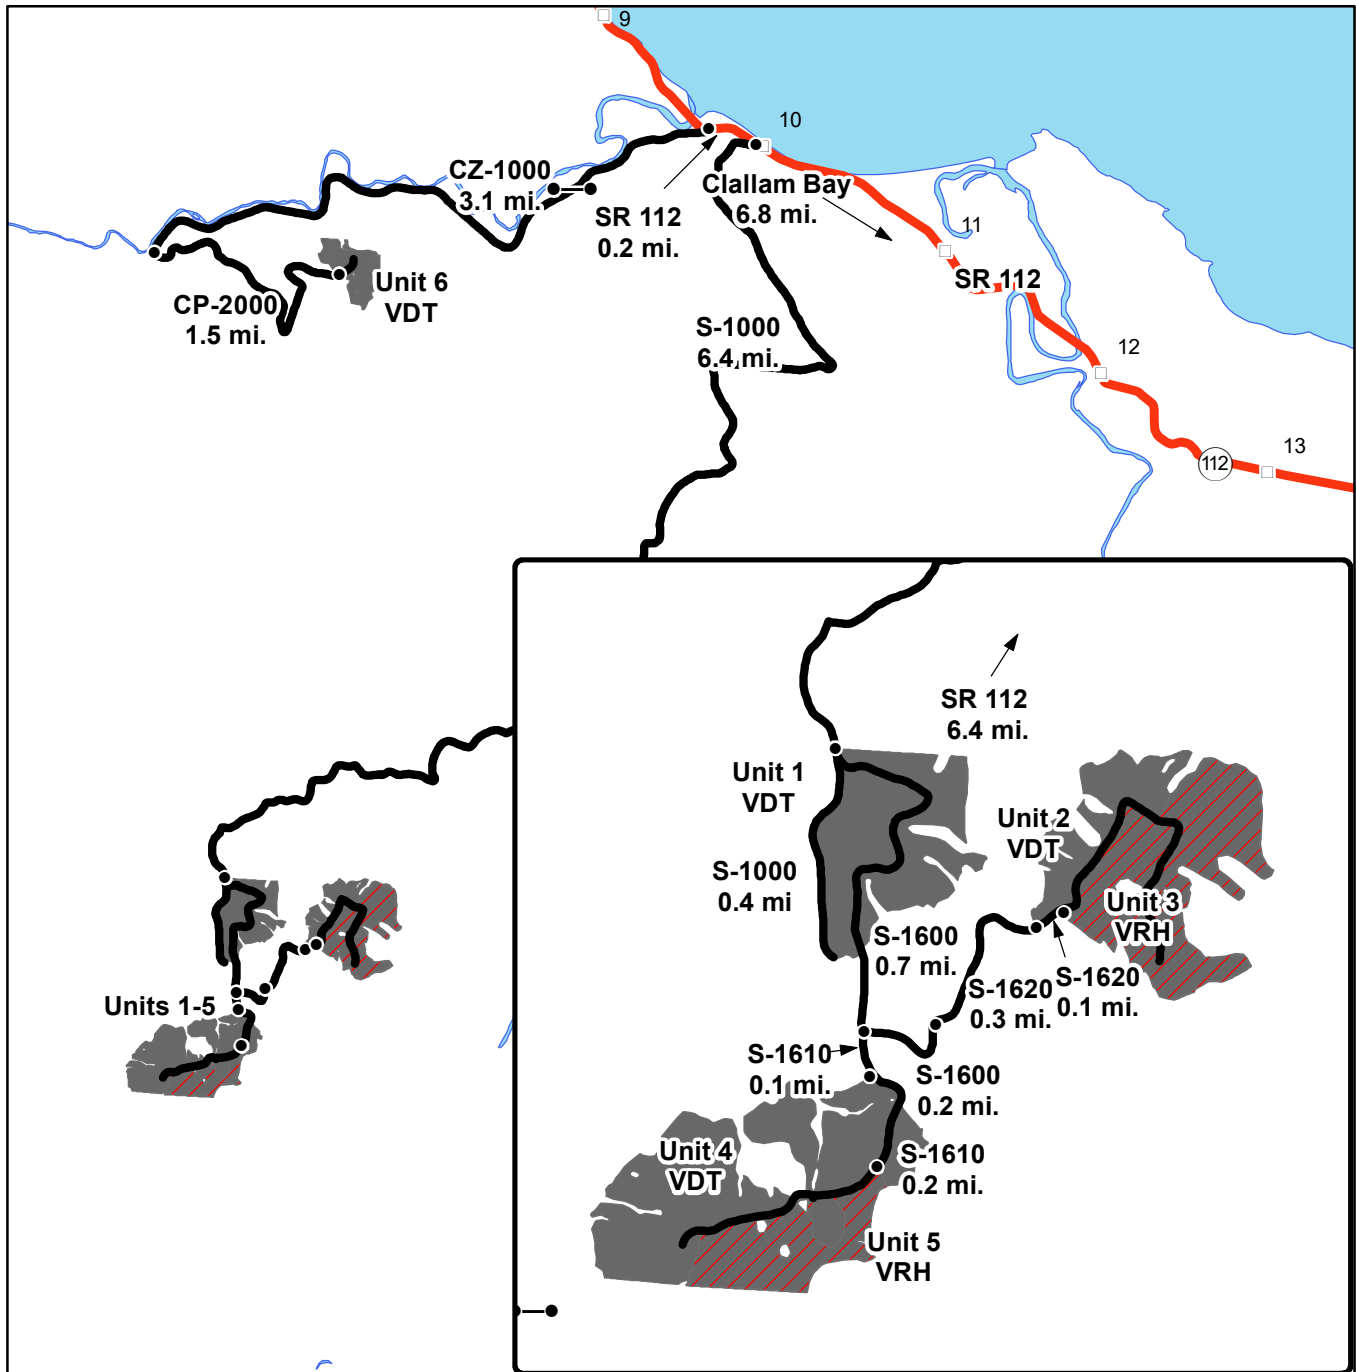 9
10
CZ-1000
3.1 mi.
Clallam Bay
6.8 mi.
SR 112
0.2 mi.
11
SR 112
Unit 6
VDT
CP-2000
1.5 mi.
S-1000
6.4 mi.
12
13
112
SR 112
6.4 mi.
Unit 1
VDT
Unit 2
VDT
S-1000
0.4 mi
Unit 3
VRH
S-1600
0.7 mi.
S-1620
0.3 mi.
S-1620
0.1 mi.
Units 1-5
S-1610
0.1 mi.
S-1600
0.2 mi.
Unit 4
VDT
S-1610
0.2 mi.
Unit 5
VRH